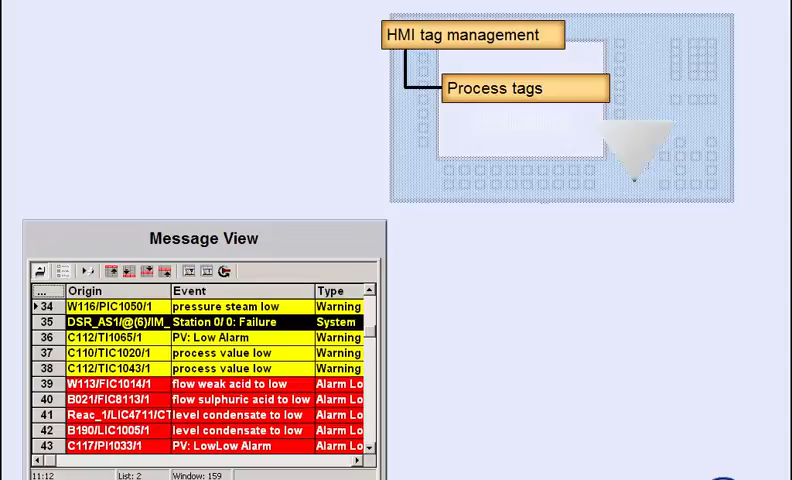 HMI tag management
Process tags
Message View
... Origin Event Type
34 W116/PIC1050/1 pressure steam low Warning
35 DSR_AS1/@(6)/IM_ Station 0/ 0: Failure System
36 C112/TI1065/1 PV: Low Alarm Warning
37 C110/TIC1020/1 process value low Warning
38 C112/TIC1043/1 process value low Warning
39 W113/FIC1014/1 flow weak acid to low Alarm Lo
40 B021/FIC8113/1 flow sulphuric acid to low Alarm Lo
41 Reac_1/LIC4711/CT level condensate to low Alarm Lo
42 B190/LIC1005/1 level condensate to low Alarm Lo
43 C117/PI1033/1 PV: LowLow Alarm Alarm Lo
11:12 List: 2 Window: 159